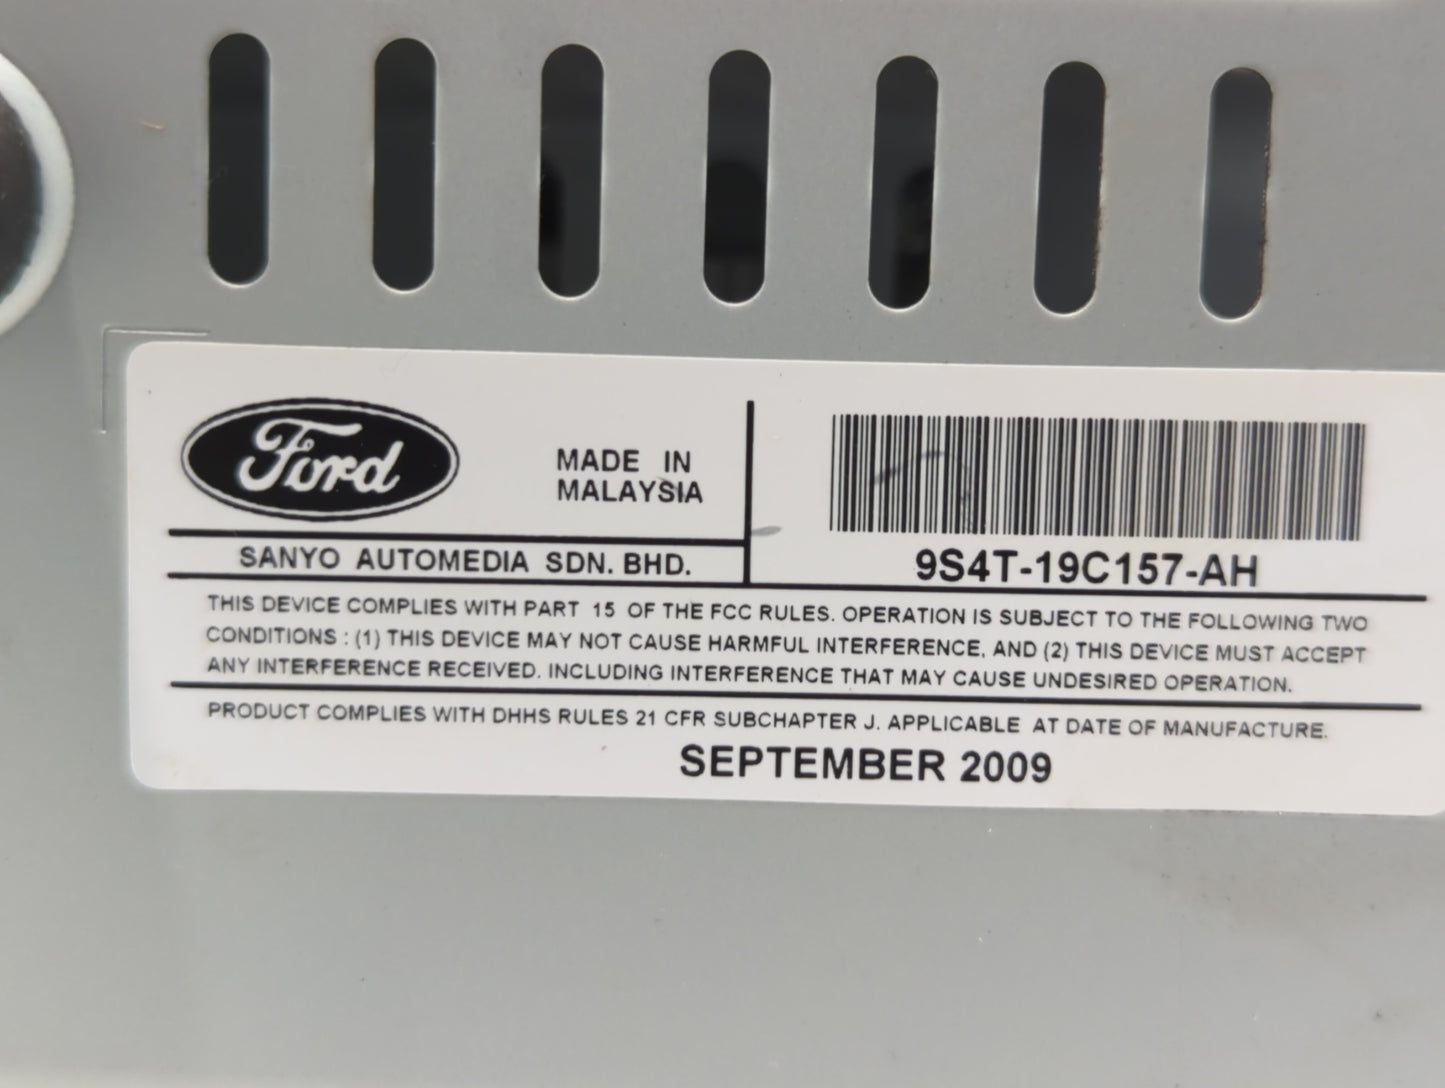 Ford
MADE IN
MALAYSIA
SANYO AUTOMEDIA SDN. BHD.
9S4T-19C157-AH
THIS DEVICE COMPLIES WITH PART 15 OF THE FCC RULES. OPERATION IS SUBJECT TO THE FOLLOWING TWO
CONDITIONS : (1) THIS DEVICE MAY NOT CAUSE HARMFUL INTERFERENCE, AND (2) THIS DEVICE MUST ACCEPT
ANY INTERFERENCE RECEIVED. INCLUDING INTERFERENCE THAT MAY CAUSE UNDESIRED OPERATION.
PRODUCT COMPLIES WITH DHHS RULES 21 CFR SUBCHAPTER J. APPLICABLE AT DATE OF MANUFACTURE.
SEPTEMBER 2009